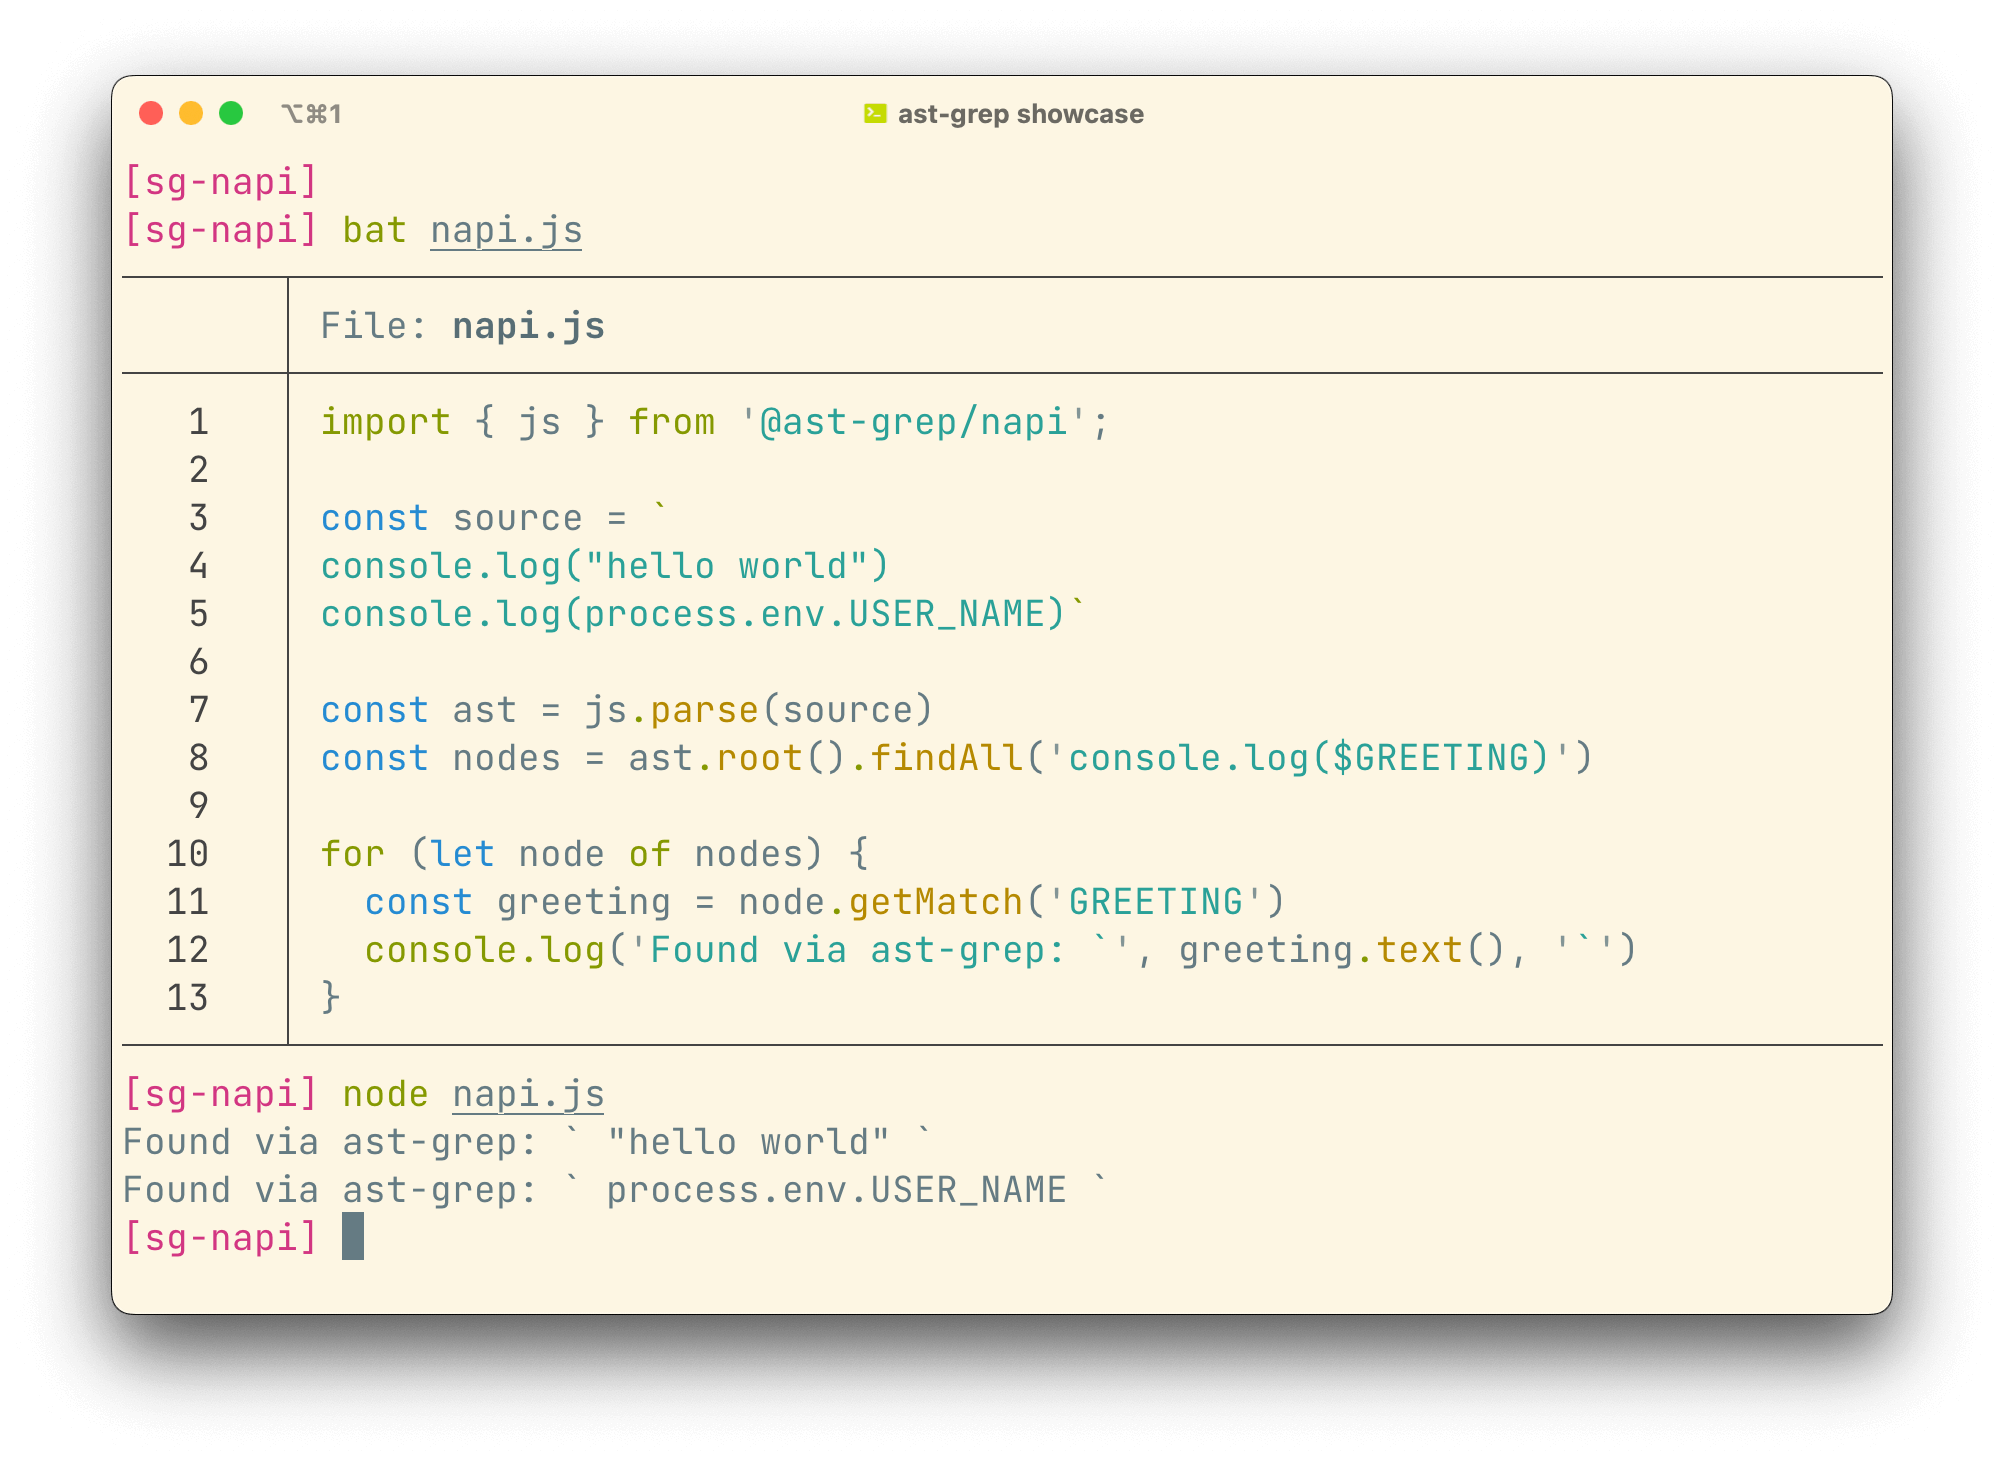 ⌥⌘1
ast-grep showcase
[sg-napi]
[sg-napi] bat napi.js
File: napi.js
1 import { js } from '@ast-grep/napi';
2
3 const source = `
4 console.log("hello world")
5 console.log(process.env.USER_NAME)`
6
7 const ast = js.parse(source)
8 const nodes = ast.root().findAll('console.log($GREETING)')
9
10 for (let node of nodes) {
11   const greeting = node.getMatch('GREETING')
12   console.log('Found via ast-grep: `', greeting.text(), '`')
13 }
[sg-napi] node napi.js
Found via ast-grep: ` "hello world" `
Found via ast-grep: ` process.env.USER_NAME `
[sg-napi]